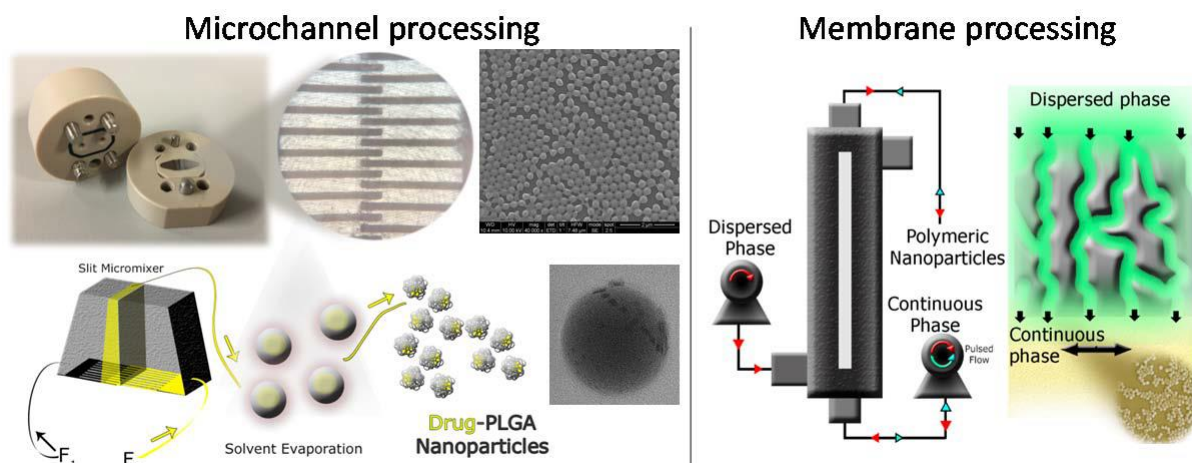 Microchannel processing
Membrane processing
Slit Micromixer
Solvent Evaporation
Drug-PLGA
Nanoparticles
F₁
F
Dispersed
Phase
Polymeric
Nanoparticles
Continuous
Phase
Pulsed
Flow
Dispersed phase
Continuous
phase